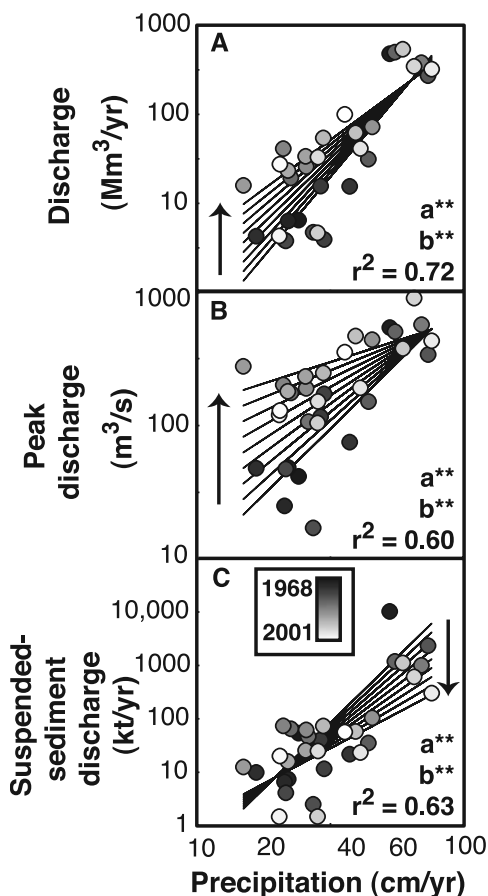 1000
A
100
10
Discharge
(Mm³/yr)
a**
b**
r² = 0.72
1000
B
100
10
Peak
discharge
(m³/s)
a**
b**
r² = 0.60
C
1968
2001
10,000
1000
100
10
1
Suspended-
sediment
discharge
(kt/yr)
a**
b**
r² = 0.63
10 20 40 60 100
Precipitation (cm/yr)